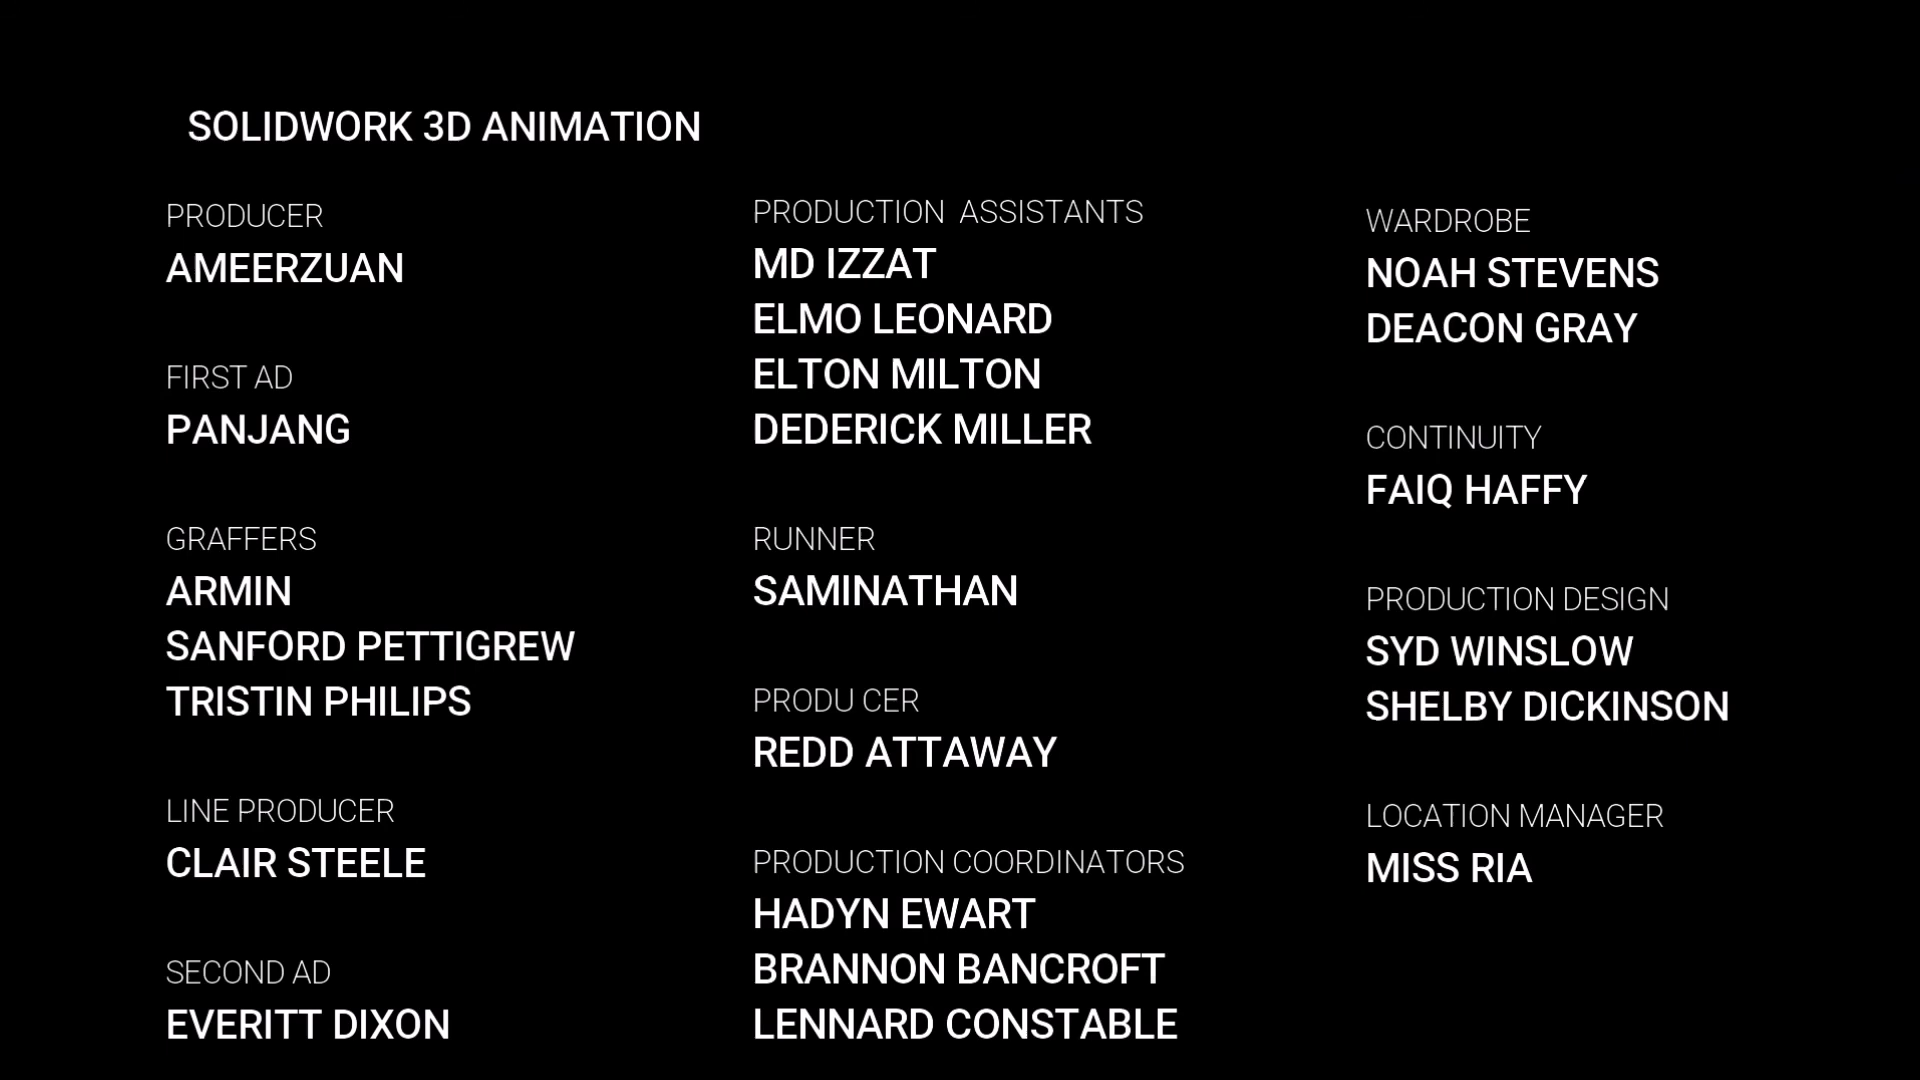 SOLIDWORK 3D ANIMATION
PRODUCER
AMEERZUAN
FIRST AD
PANJANG
GRAFFERS
ARMIN
SANFORD PETTIGREW
TRISTIN PHILIPS
LINE PRODUCER
CLAIR STEELE
SECOND AD
EVERITT DIXON
PRODUCTION  ASSISTANTS
MD IZZAT
ELMO LEONARD
ELTON MILTON
DEDERICK MILLER
RUNNER
SAMINATHAN
PRODU CER
REDD ATTAWAY
PRODUCTION COORDINATORS
HADYN EWART
BRANNON BANCROFT
LENNARD CONSTABLE
WARDROBE
NOAH STEVENS
DEACON GRAY
CONTINUITY
FAIQ HAFFY
PRODUCTION DESIGN
SYD WINSLOW
SHELBY DICKINSON
LOCATION MANAGER
MISS RIA